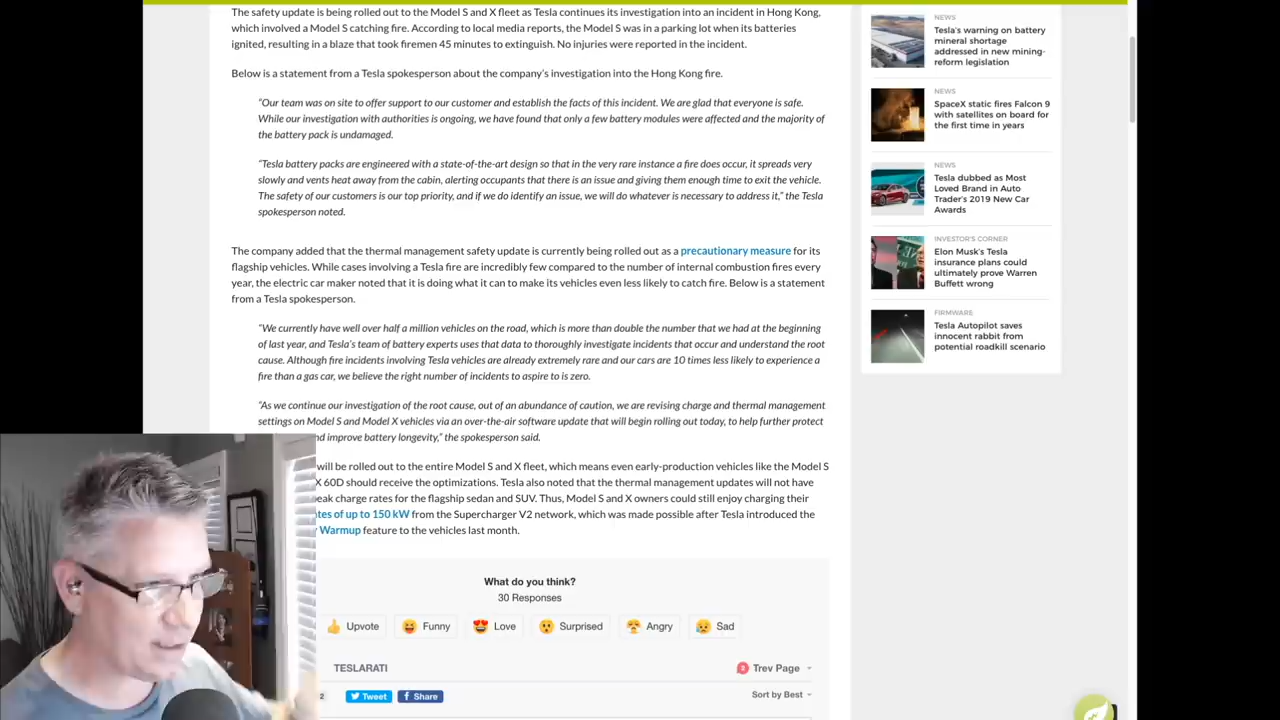 The safety update is being rolled out to the Model S and X fleet as Tesla continues its investigation into an incident in Hong Kong,
which involved a Model S catching fire. According to local media reports, the Model S was in a parking lot when its batteries
ignited, resulting in a blaze that took firemen 45 minutes to extinguish. No injuries were reported in the incident.
Below is a statement from a Tesla spokesperson about the company's investigation into the Hong Kong fire.
“Our team was on site to offer support to our customer and establish the facts of this incident. We are glad that everyone is safe.
While our investigation with authorities is ongoing, we have found that only a few battery modules were affected and the majority of
the battery pack is undamaged.
“Tesla battery packs are engineered with a state-of-the-art design so that in the very rare instance a fire does occur, it spreads very
slowly and vents heat away from the cabin, alerting occupants that there is an issue and giving them enough time to exit the vehicle.
The safety of our customers is our top priority, and if we do identify an issue, we will do whatever is necessary to address it,” the Tesla
spokesperson noted.
The company added that the thermal management safety update is currently being rolled out as a precautionary measure for its
flagship vehicles. While cases involving a Tesla fire are incredibly few compared to the number of internal combustion fires every
year, the electric car maker noted that it is doing what it can to make its vehicles even less likely to catch fire. Below is a statement
from a Tesla spokesperson.
“We currently have well over half a million vehicles on the road, which is more than double the number that we had at the beginning
of last year, and Tesla's team of battery experts uses that data to thoroughly investigate incidents that occur and understand the root
cause. Although fire incidents involving Tesla vehicles are already extremely rare and our cars are 10 times less likely to experience a
fire than a gas car, we believe the right number of incidents to aspire to is zero.
“As we continue our investigation of the root cause, out of an abundance of caution, we are revising charge and thermal management
settings on Model S and Model X vehicles via an over-the-air software update that will begin rolling out today, to help further protect
nd improve battery longevity,” the spokesperson said.
will be rolled out to the entire Model S and X fleet, which means even early-production vehicles like the Model S
X 60D should receive the optimizations. Tesla also noted that the thermal management updates will not have
eak charge rates for the flagship sedan and SUV. Thus, Model S and X owners could still enjoy charging their
tes of up to 150 kW from the Supercharger V2 network, which was made possible after Tesla introduced the
Warmup feature to the vehicles last month.
What do you think?
30 Responses
Upvote
Funny
Love
Surprised
Angry
Sad
TESLARATI
2 Trev Page
2
Tweet
Share
Sort by Best
NEWS
Tesla's warning on battery
mineral shortage
addressed in new mining-
reform legislation
NEWS
SpaceX static fires Falcon 9
with satellites on board for
the first time in years
NEWS
Tesla dubbed as Most
Loved Brand in Auto
Trader's 2019 New Car
Awards
INVESTOR'S CORNER
Elon Musk's Tesla
insurance plans could
ultimately prove Warren
Buffett wrong
FIRMWARE
Tesla Autopilot saves
innocent rabbit from
potential roadkill scenario